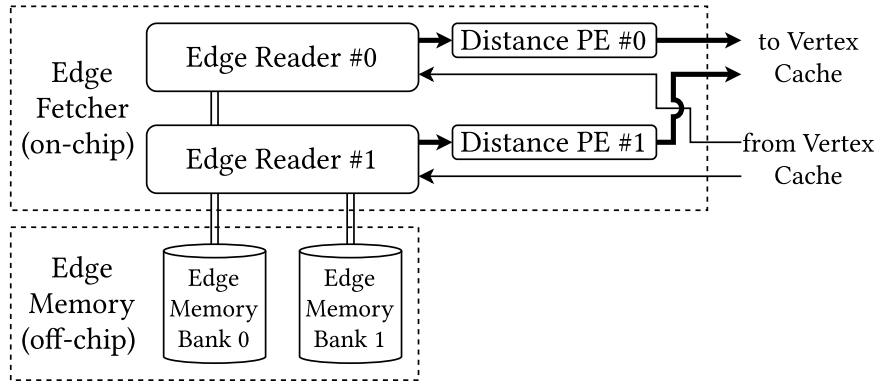 Edge
Fetcher
(on-chip)
Edge Reader #0
Distance PE #0
to Vertex
Cache
Edge Reader #1
Distance PE #1
from Vertex
Cache
Edge
Memory
(off-chip)
Edge
Memory
Bank 0
Edge
Memory
Bank 1